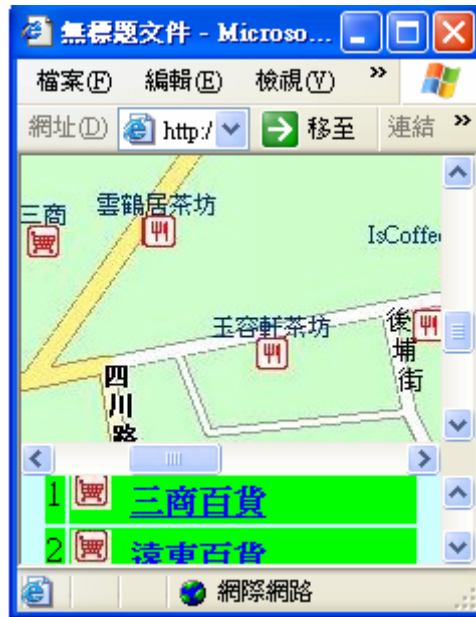 無標題文件 - Microso...
檔案(F) 編輯(E) 檢視(V) »
網址(D) http:/ 移至 連結 »
三商
雲鶴居茶坊
IsCoffe
玉容軒茶坊
後埔街
四川路
1 三商百貨
2 遠東百貨
網際網路